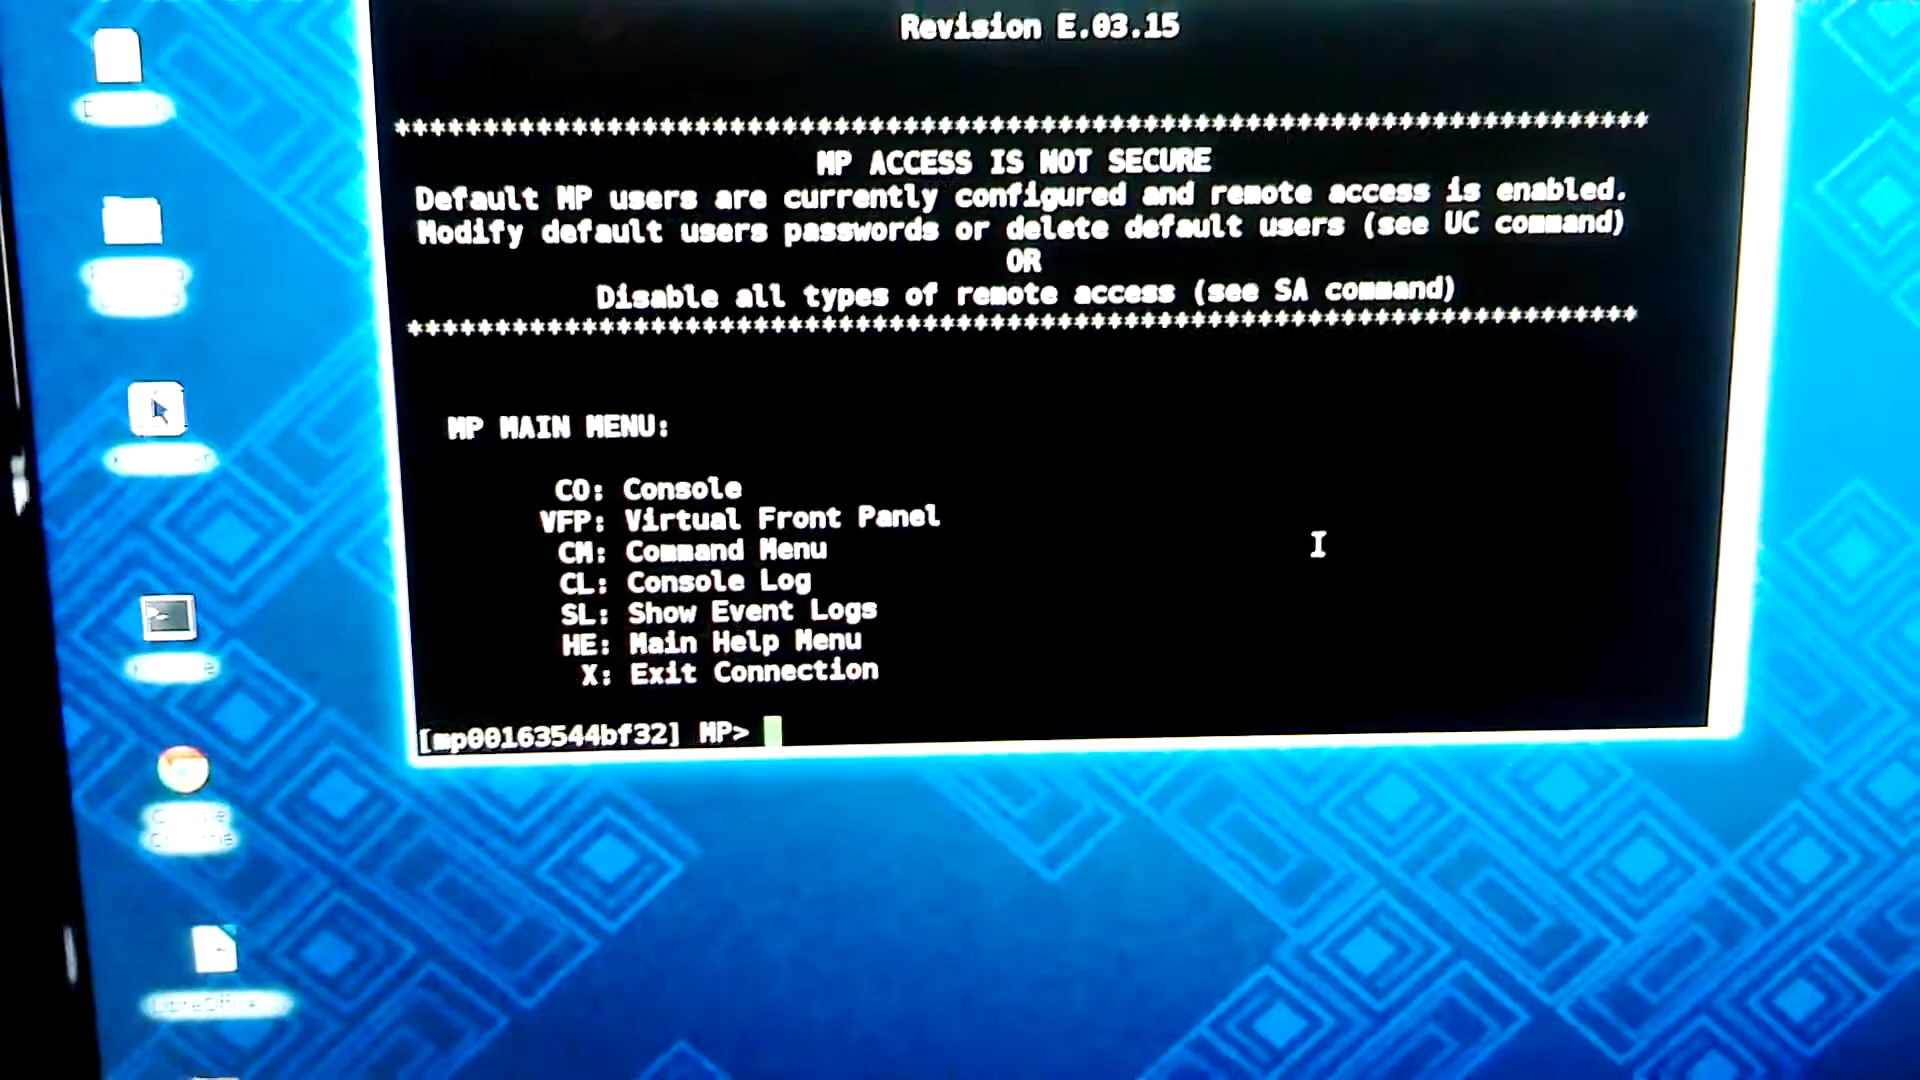 Revision E.03.15
*************************************************************************
MP ACCESS IS NOT SECURE
Default MP users are currently configured and remote access is enabled.
Modify default users passwords or delete default users (see UC command)
OR
Disable all types of remote access (see SA command)
*************************************************************************
MP MAIN MENU:
CO: Console
VFP: Virtual Front Panel
CM: Command Menu
CL: Console Log
SL: Show Event Logs
HE: Main Help Menu
X: Exit Connection
[mp00163544bf32] MP>
LibreOffice